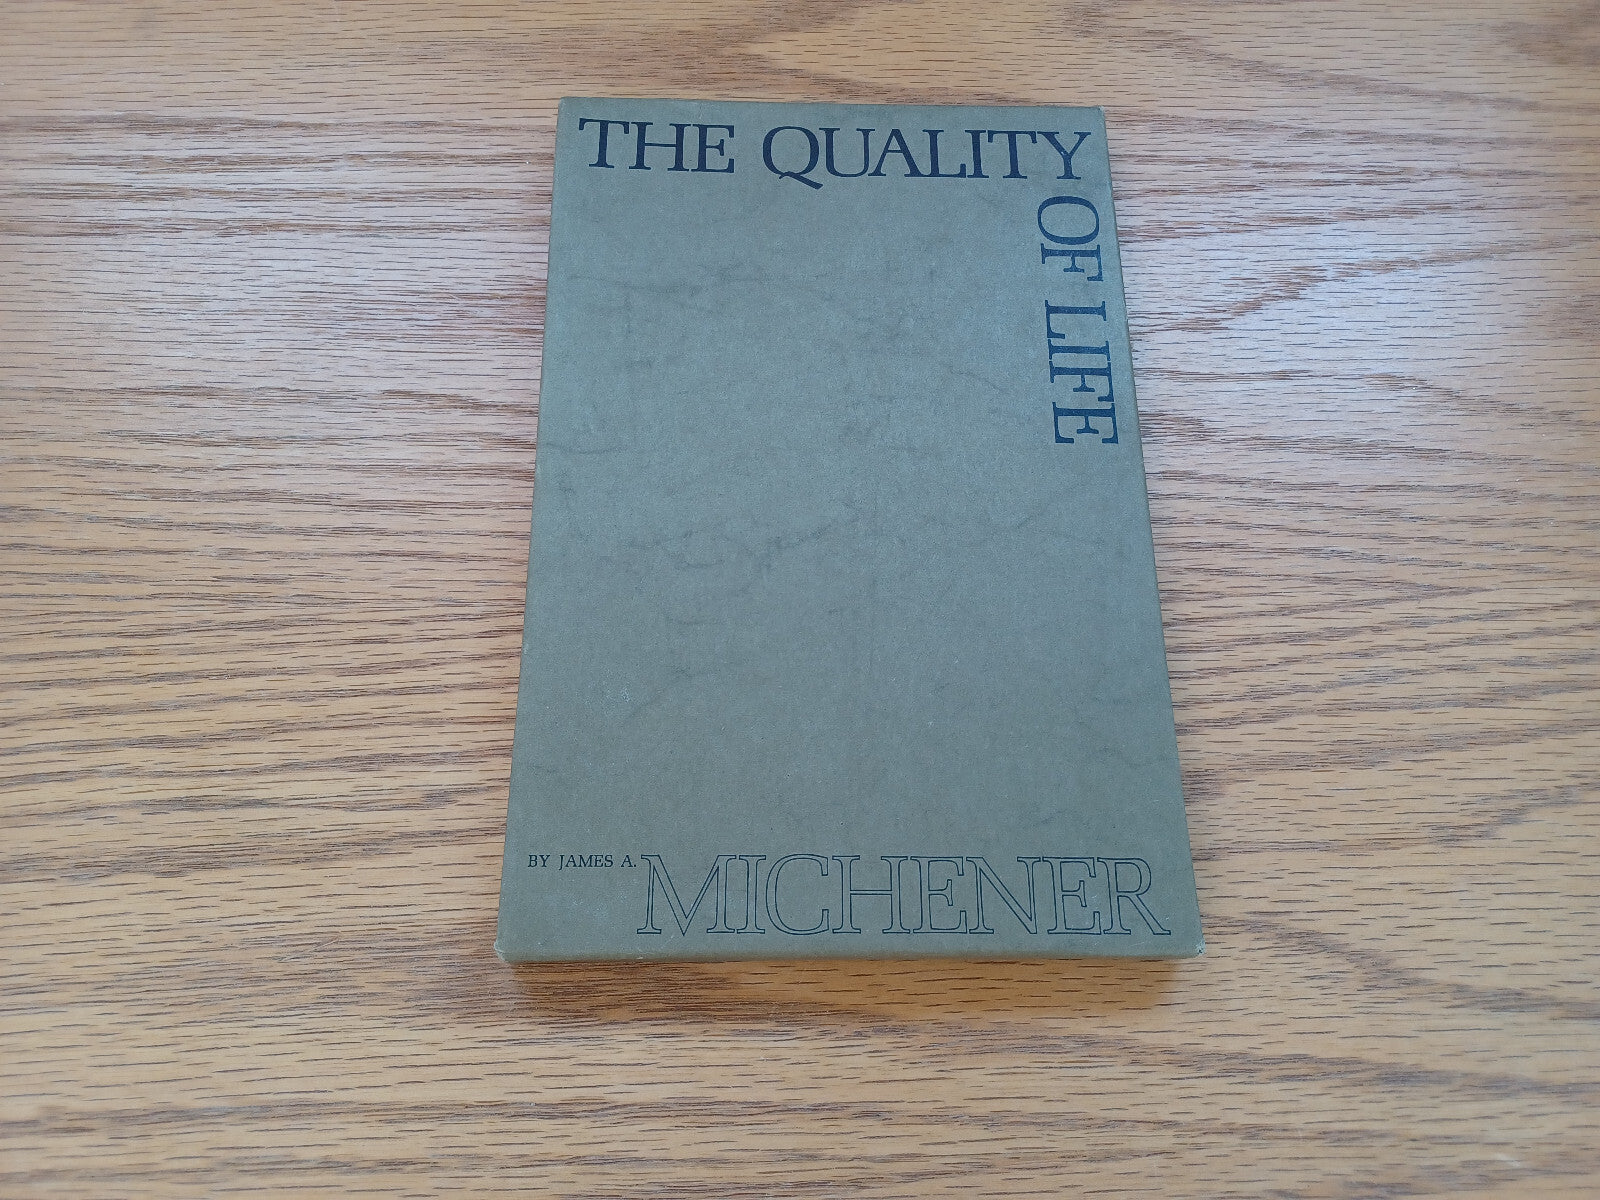 THE QUALITY
OF LIFE
BY JAMES A. MICHENER